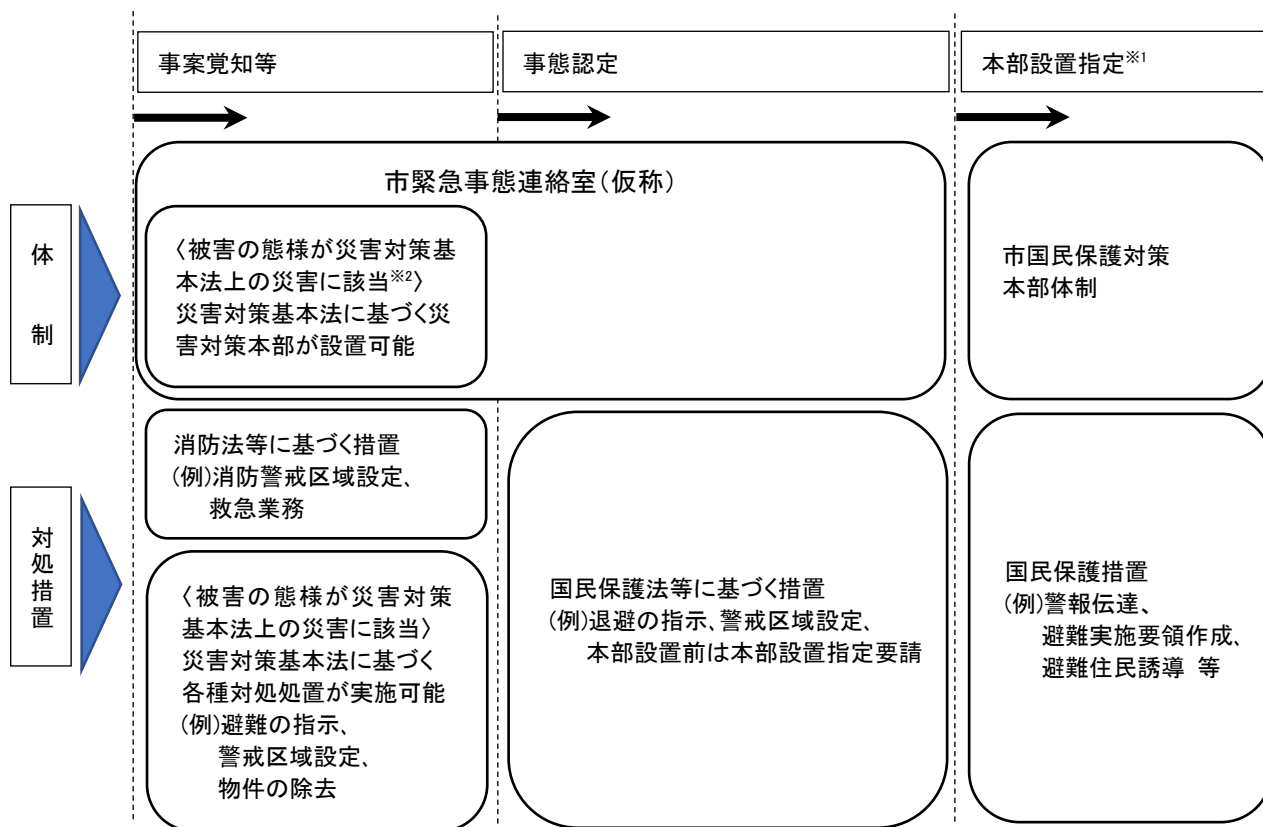 事案覚知等
事態認定
本部設置指定※1
体制
市緊急事態連絡室(仮称)
〈被害の態様が災害対策基
本法上の災害に該当※2〉
災害対策基本法に基づく災
害対策本部が設置可能
市国民保護対策
本部体制
対処措置
消防法等に基づく措置
(例)消防警戒区域設定、
救急業務
〈被害の態様が災害対策
基本法上の災害に該当〉
災害対策基本法に基づく
各種対処処置が実施可能
(例)避難の指示、
警戒区域設定、
物件の除去
国民保護法等に基づく措置
(例)退避の指示、警戒区域設定、
本部設置前は本部設置指定要請
国民保護措置
(例)警報伝達、
避難実施要領作成、
避難住民誘導 等